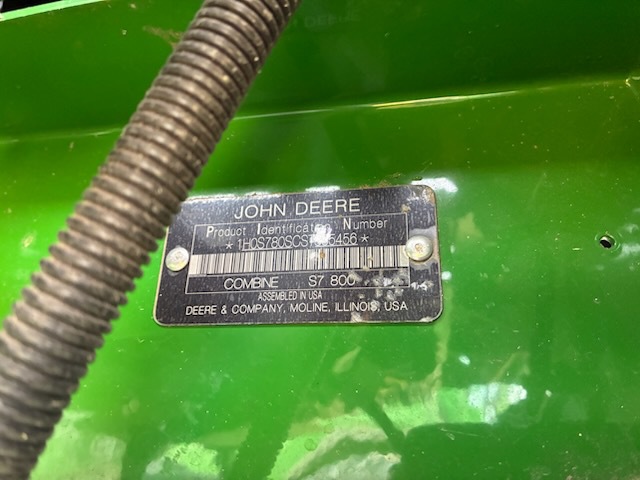 JOHN DEERE
Product Identification Number
COMBINE S7 800
ASSEMBLED IN USA
DEERE & COMPANY, MOLINE, ILLINOIS, USA